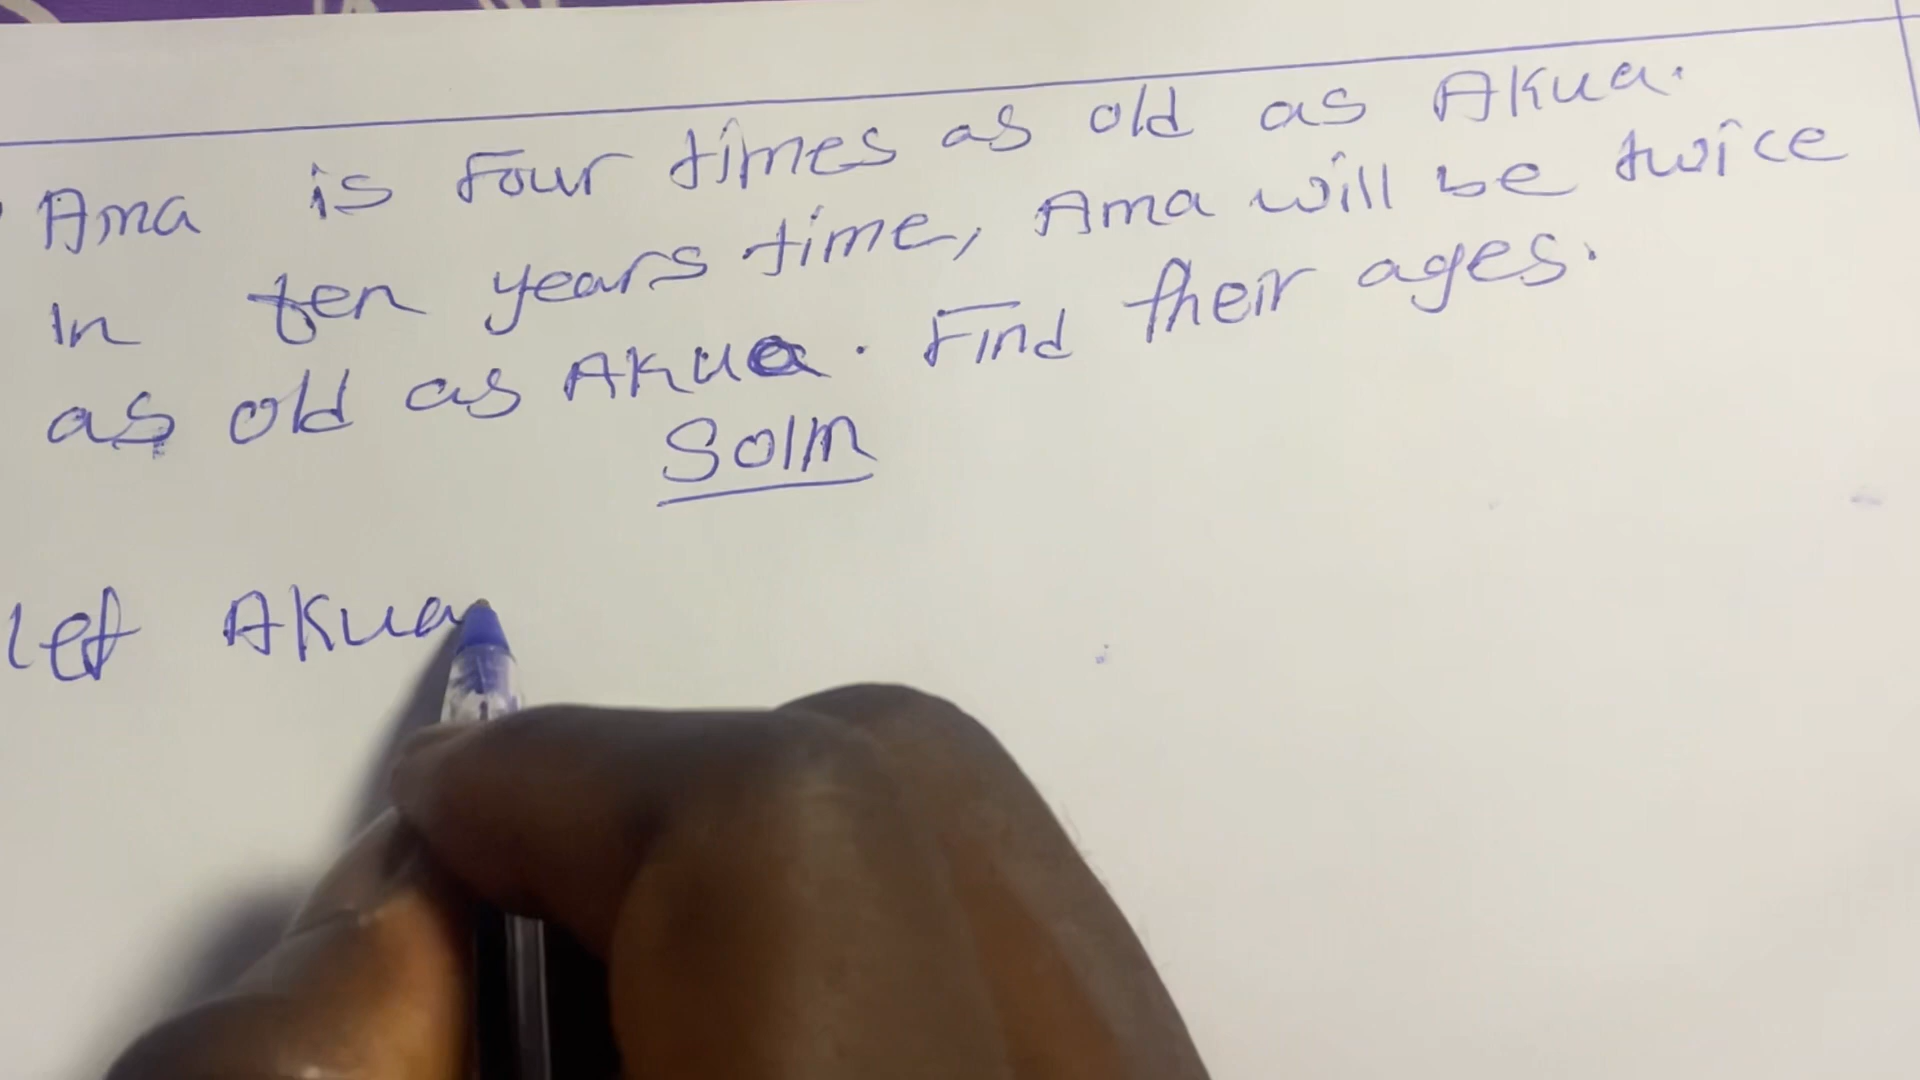 Ama is Four times as old as Akua.
In ten years time, Ama will be twice
as old as Akua. Find their ages.
Soln
let Akua